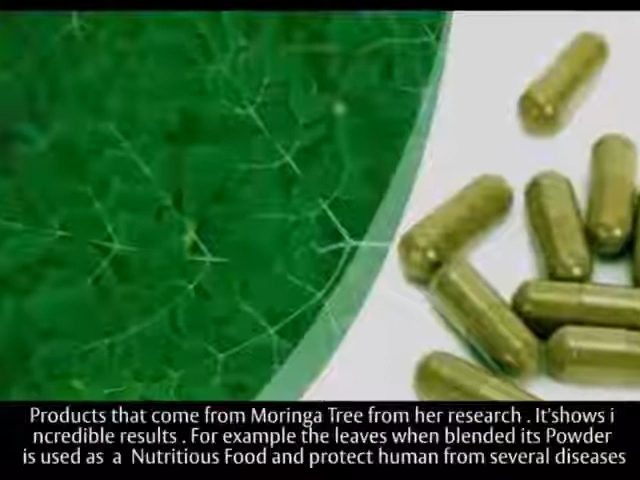 Products that come from Moringa Tree from her research . It'shows i
ncredible results . For example the leaves when blended its Powder
is used as a Nutritious Food and protect human from several diseases